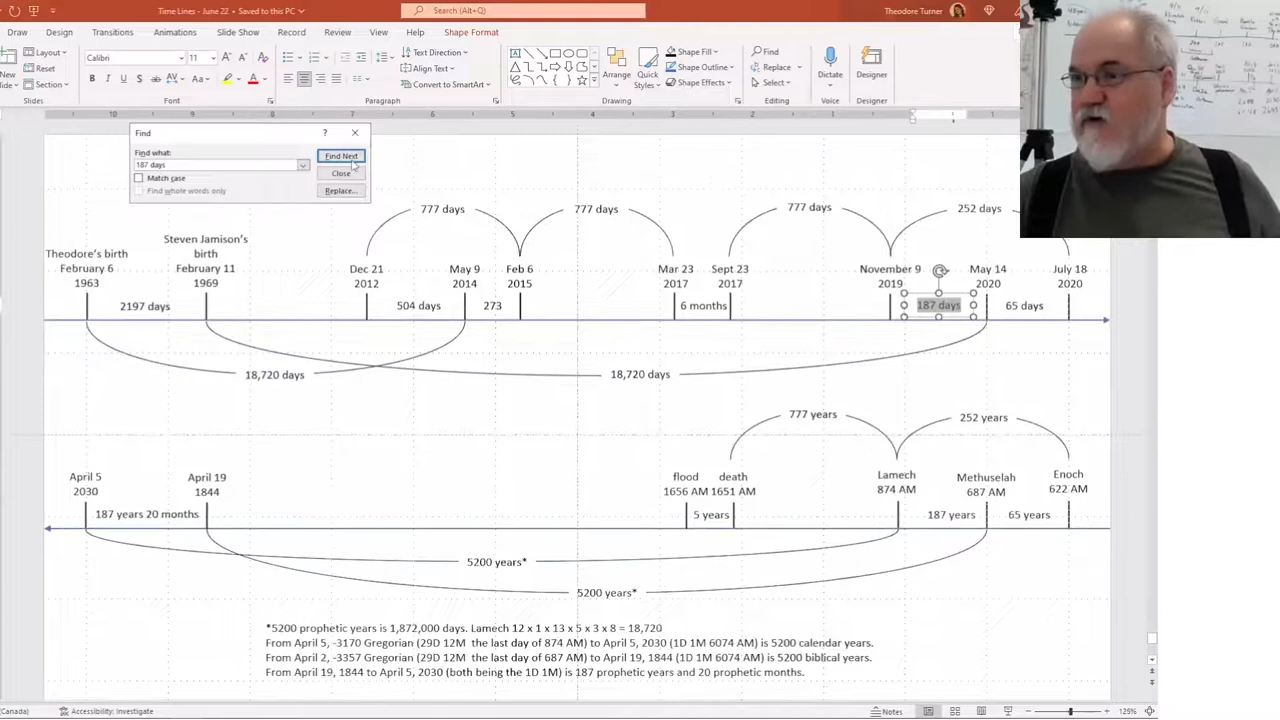 Time Lines - June 22 • Saved to this PC
Search (Alt+Q)
Theodore Turner
Draw Design Transitions Animations Slide Show Record Review View Help Shape Format
New
Slides
Layout
Reset
Section
Calibri 11
Text Direction
Align Text
Convert to SmartArt
Arrange
Quick
Styles
Shape Fill
Shape Outline
Shape Effects
Find
Replace
Select
Dictate
Designer
Slides Font Paragraph Drawing Editing Voice Designer
Find
Find what:
187 days
Match case
Find whole words only
Find Next
Close
Replace...
777 days 777 days 777 days 252 days
Theodore's birth
February 6
1963
Steven Jamison's
birth
February 11
1969
Dec 21
2012
May 9
2014
Feb 6
2015
Mar 23
2017
Sept 23
2017
November 9
2019
May 14
2020
July 18
2020
2197 days 504 days 273 6 months 187 days 65 days
18,720 days 18,720 days
777 years 252 years
April 5
2030
April 19
1844
flood
1656 AM
death
1651 AM
Lamech
874 AM
Methuselah
687 AM
Enoch
622 AM
187 years 20 months 5 years 187 years 65 years
5200 years*
5200 years*
*5200 prophetic years is 1,872,000 days. Lamech 12 x 1 x 13 x 5 x 3 x 8 = 18,720
From April 5, -3170 Gregorian (29D 12M the last day of 874 AM) to April 5, 2030 (1D 1M 6074 AM) is 5200 calendar years.
From April 2, -3357 Gregorian (29D 12M the last day of 687 AM) to April 19, 1844 (1D 1M 6074 AM) is 5200 biblical years.
From April 19, 1844 to April 5, 2030 (both being the 1D 1M) is 187 prophetic years and 20 prophetic months.
Accessibility: Investigate
Notes
125%